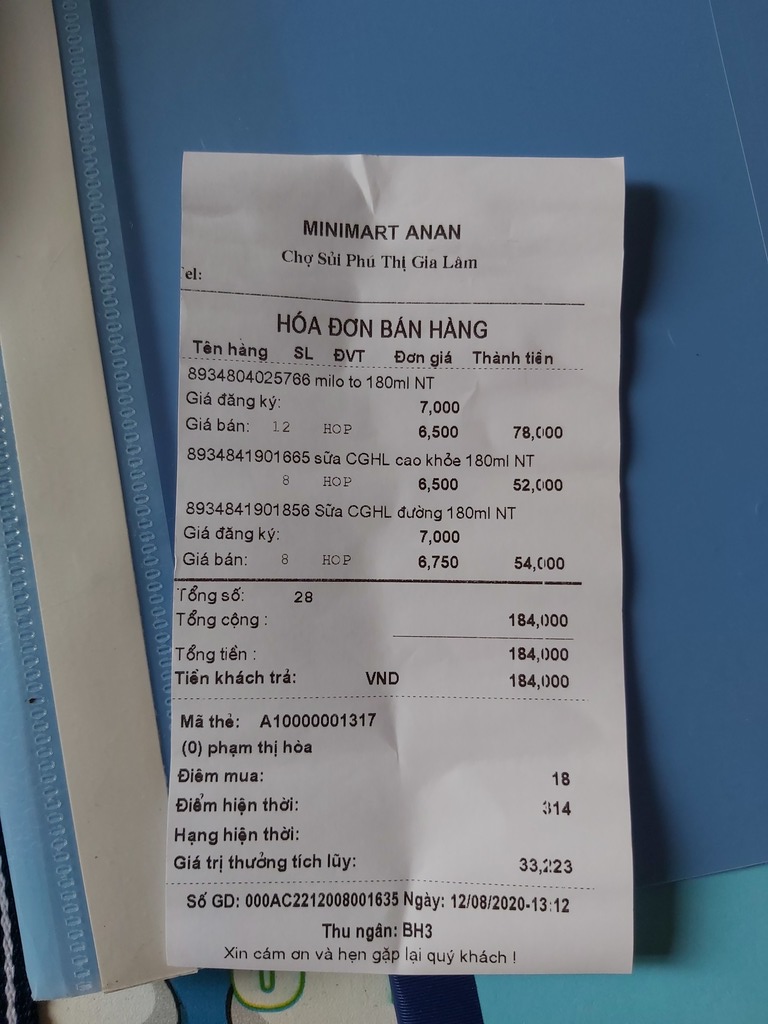 MINIMART ANAN
Chợ Sủi Phú Thị Gia Lâm
Tel:
HÓA ĐƠN BÁN HÀNG
Tên hàng SL ĐVT Đơn giá Thành tiền
8934804025766 milo to 180ml NT
Giá đăng ký: 7,000
Giá bán: 12 HOP 6,500 78,000
8934841901665 sữa CGHL cao khỏe 180ml NT
8 HOP 6,500 52,000
8934841901856 Sữa CGHL đường 180ml NT
Giá đăng ký: 7,000
Giá bán: 8 HOP 6,750 54,000
Tổng số: 28
Tổng cộng : 184,000
Tổng tiền : 184,000
Tiền khách trả: VND 184,000
Mã thẻ: A10000001317
(0) phạm thị hòa
Điểm mua: 18
Điểm hiện thời: 314
Hạng hiện thời:
Giá trị thưởng tích lũy: 33,223
Số GD: 000AC2212008001635 Ngày: 12/08/2020-13:12
Thu ngân: BH3
Xin cám ơn và hẹn gặp lại quý khách !